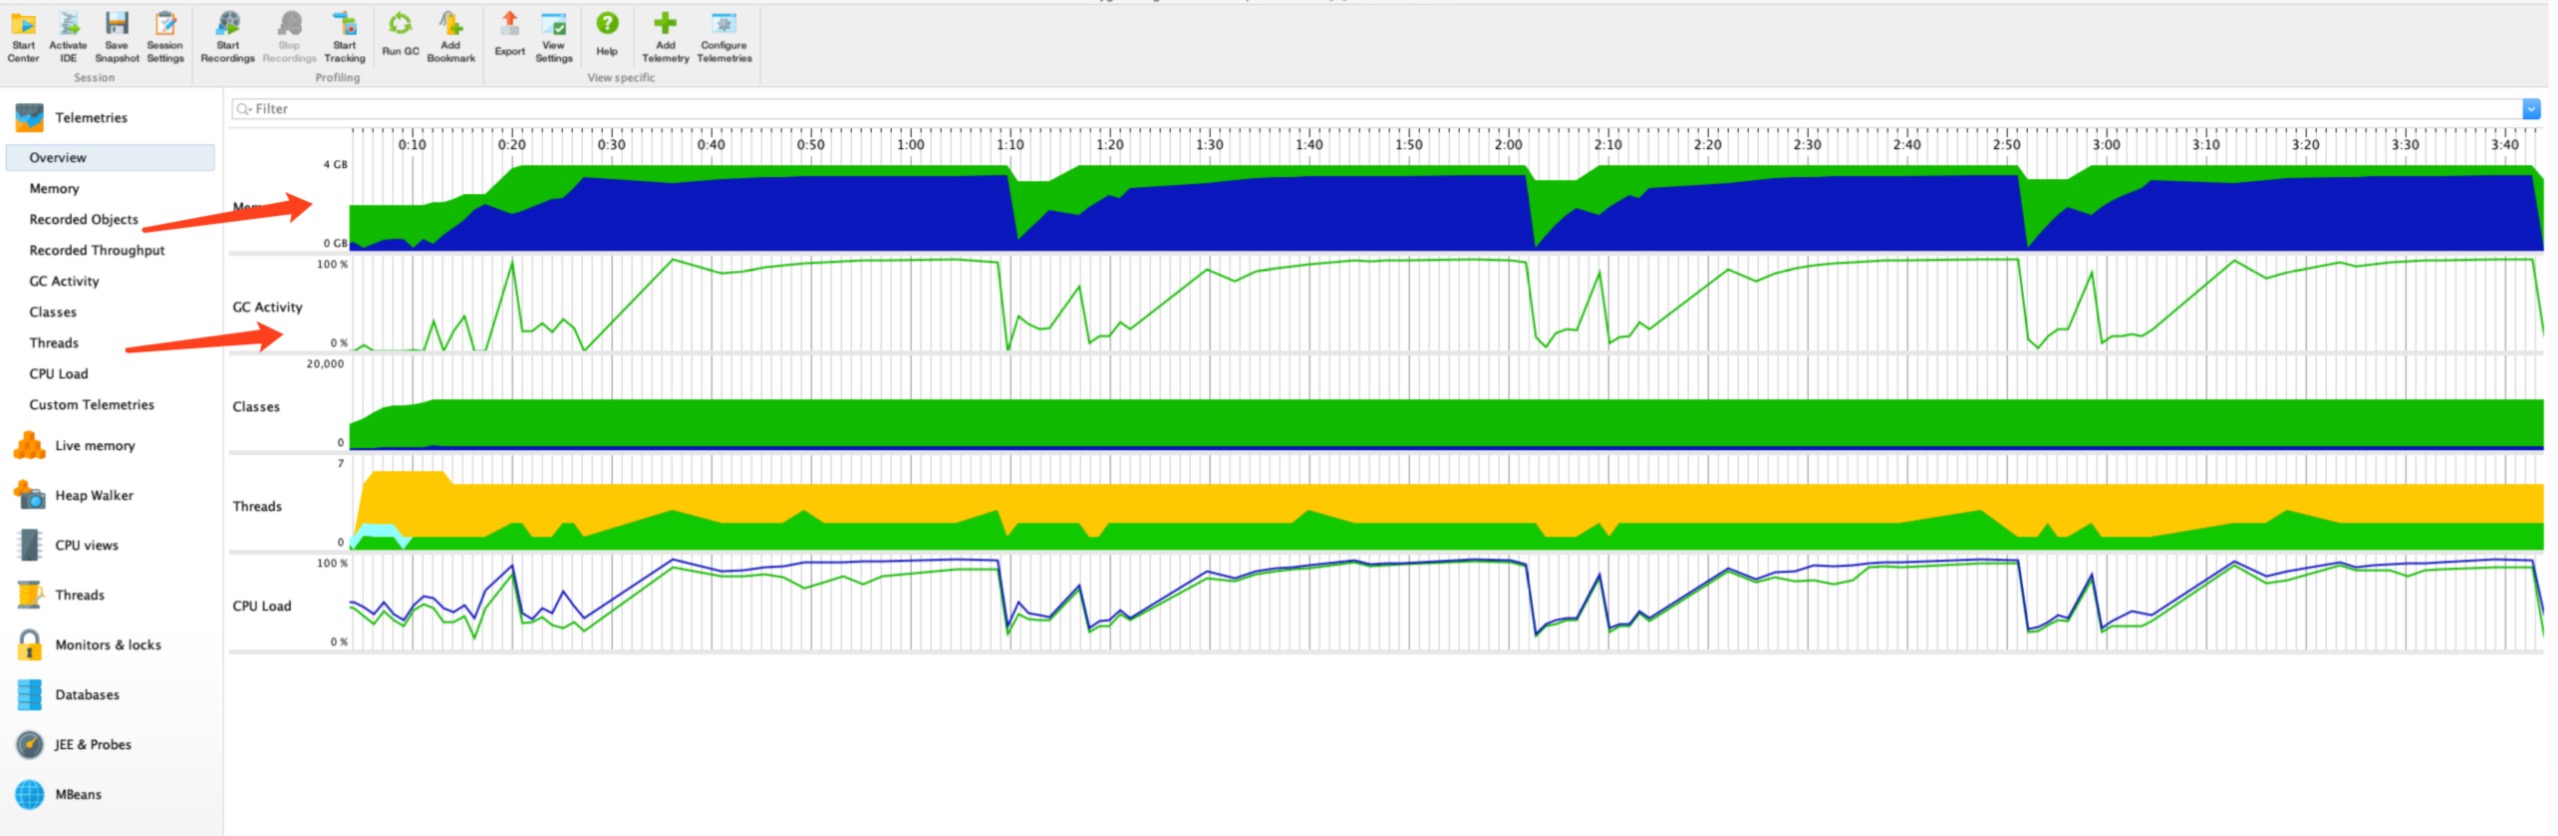 Start Center
Activate IDE
Save Snapshot
Session Settings
Start Recordings
Stop Recordings
Start Tracking
Run GC
Add Bookmark
Export
View Settings
Help
Add Telemetry
Configure Telemetries
Session
Profiling
View specific
Telemetries
Overview
Memory
Recorded Objects
Recorded Throughput
GC Activity
Classes
Threads
CPU Load
Custom Telemetries
Live memory
Heap Walker
CPU views
Threads
Monitors & locks
Databases
JEE & Probes
MBeans
Filter
0:10 0:20 0:30 0:40 0:50 1:00 1:10 1:20 1:30 1:40 1:50 2:00 2:10 2:20 2:30 2:40 2:50 3:00 3:10 3:20 3:30 3:40
4 GB
0 GB
100 %
GC Activity
0 %
20,000
Classes
0
7
Threads
0
100 %
CPU Load
0 %